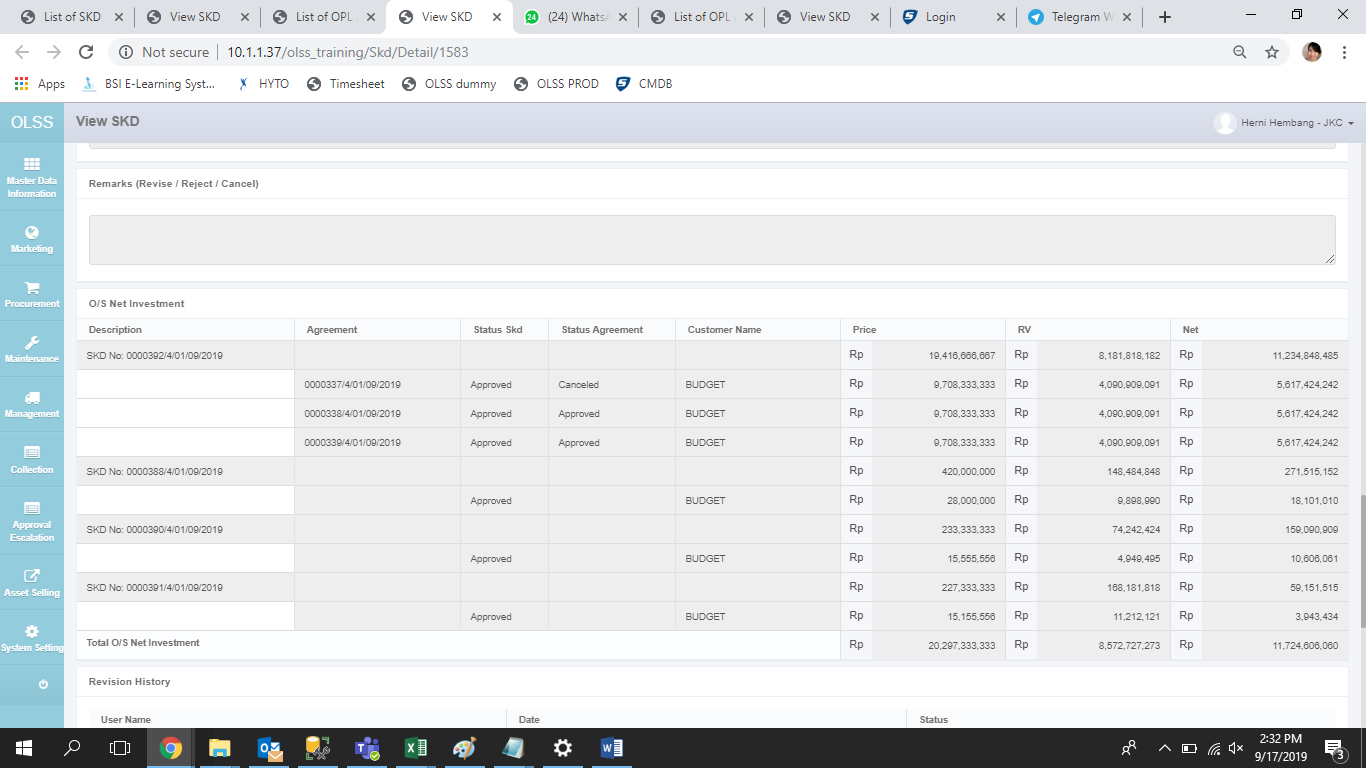 List of SKD View SKD List of OPL View SKD (24) Whats List of OPL View SKD Login Telegram W
Not secure 10.1.1.37/olss_training/Skd/Detail/1583
Apps BSI E-Learning Syst... HYTO Timesheet OLSS dummy OLSS PROD CMDB
OLSS View SKD Herni Hembang - JKC
Master Data
Information
Marketing
Procurement
Maintenance
Management
Collection
Approval
Escalation
Asset Selling
System Setting
Remarks (Revise / Reject / Cancel)
O/S Net Investment
Description Agreement Status Skd Status Agreement Customer Name Price RV Net
SKD No: 0000392/4/01/09/2019 Rp 19,416,666,667 Rp 8,181,818,182 Rp 11,234,848,485
0000337/4/01/09/2019 Approved Canceled BUDGET Rp 9,708,333,333 Rp 4,090,909,091 Rp 5,617,424,242
0000338/4/01/09/2019 Approved Approved BUDGET Rp 9,708,333,333 Rp 4,090,909,091 Rp 5,617,424,242
0000339/4/01/09/2019 Approved Approved BUDGET Rp 9,708,333,333 Rp 4,090,909,091 Rp 5,617,424,242
SKD No: 0000388/4/01/09/2019 Rp 420,000,000 Rp 148,484,848 Rp 271,515,152
Approved BUDGET Rp 28,000,000 Rp 9,898,990 Rp 18,101,010
SKD No: 0000390/4/01/09/2019 Rp 233,333,333 Rp 74,242,424 Rp 159,090,909
Approved BUDGET Rp 15,555,556 Rp 4,949,495 Rp 10,606,061
SKD No: 0000391/4/01/09/2019 Rp 227,333,333 Rp 168,181,818 Rp 59,151,515
Approved BUDGET Rp 15,155,556 Rp 11,212,121 Rp 3,943,434
Total O/S Net Investment Rp 20,297,333,333 Rp 8,572,727,273 Rp 11,724,606,060
Revision History
User Name Date Status
2:32 PM
9/17/2019
3